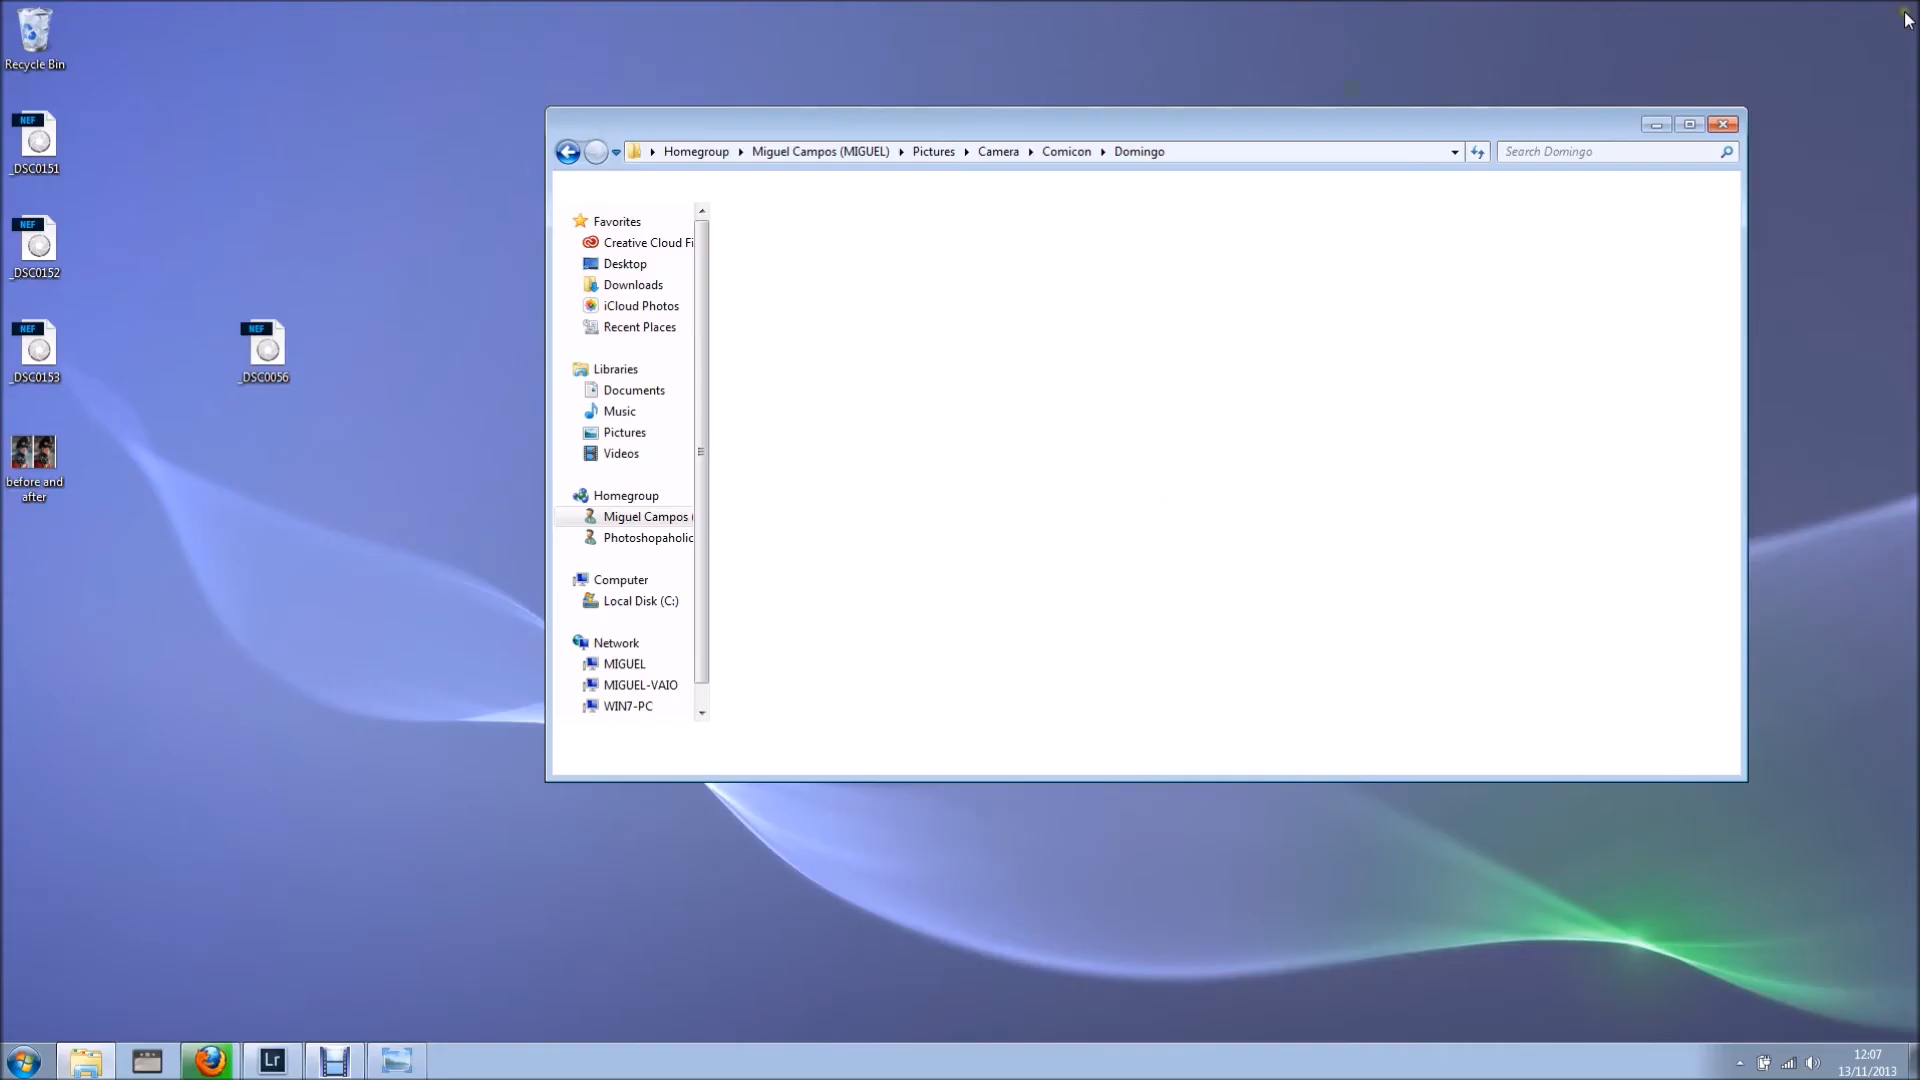 Recycle Bin
NEF
_DSC0151
NEF
_DSC0152
NEF
_DSC0153
NEF
_DSC0056
before and
after
Homegroup
Miguel Campos (MIGUEL)
Pictures
Camera
Comicon
Domingo
Search Domingo
Favorites
Creative Cloud Fi
Desktop
Downloads
iCloud Photos
Recent Places
Libraries
Documents
Music
Pictures
Videos
Homegroup
Miguel Campos (
Photoshopaholic
Computer
Local Disk (C:)
Network
MIGUEL
MIGUEL-VAIO
WIN7-PC
Lr
12:07
13/11/2013